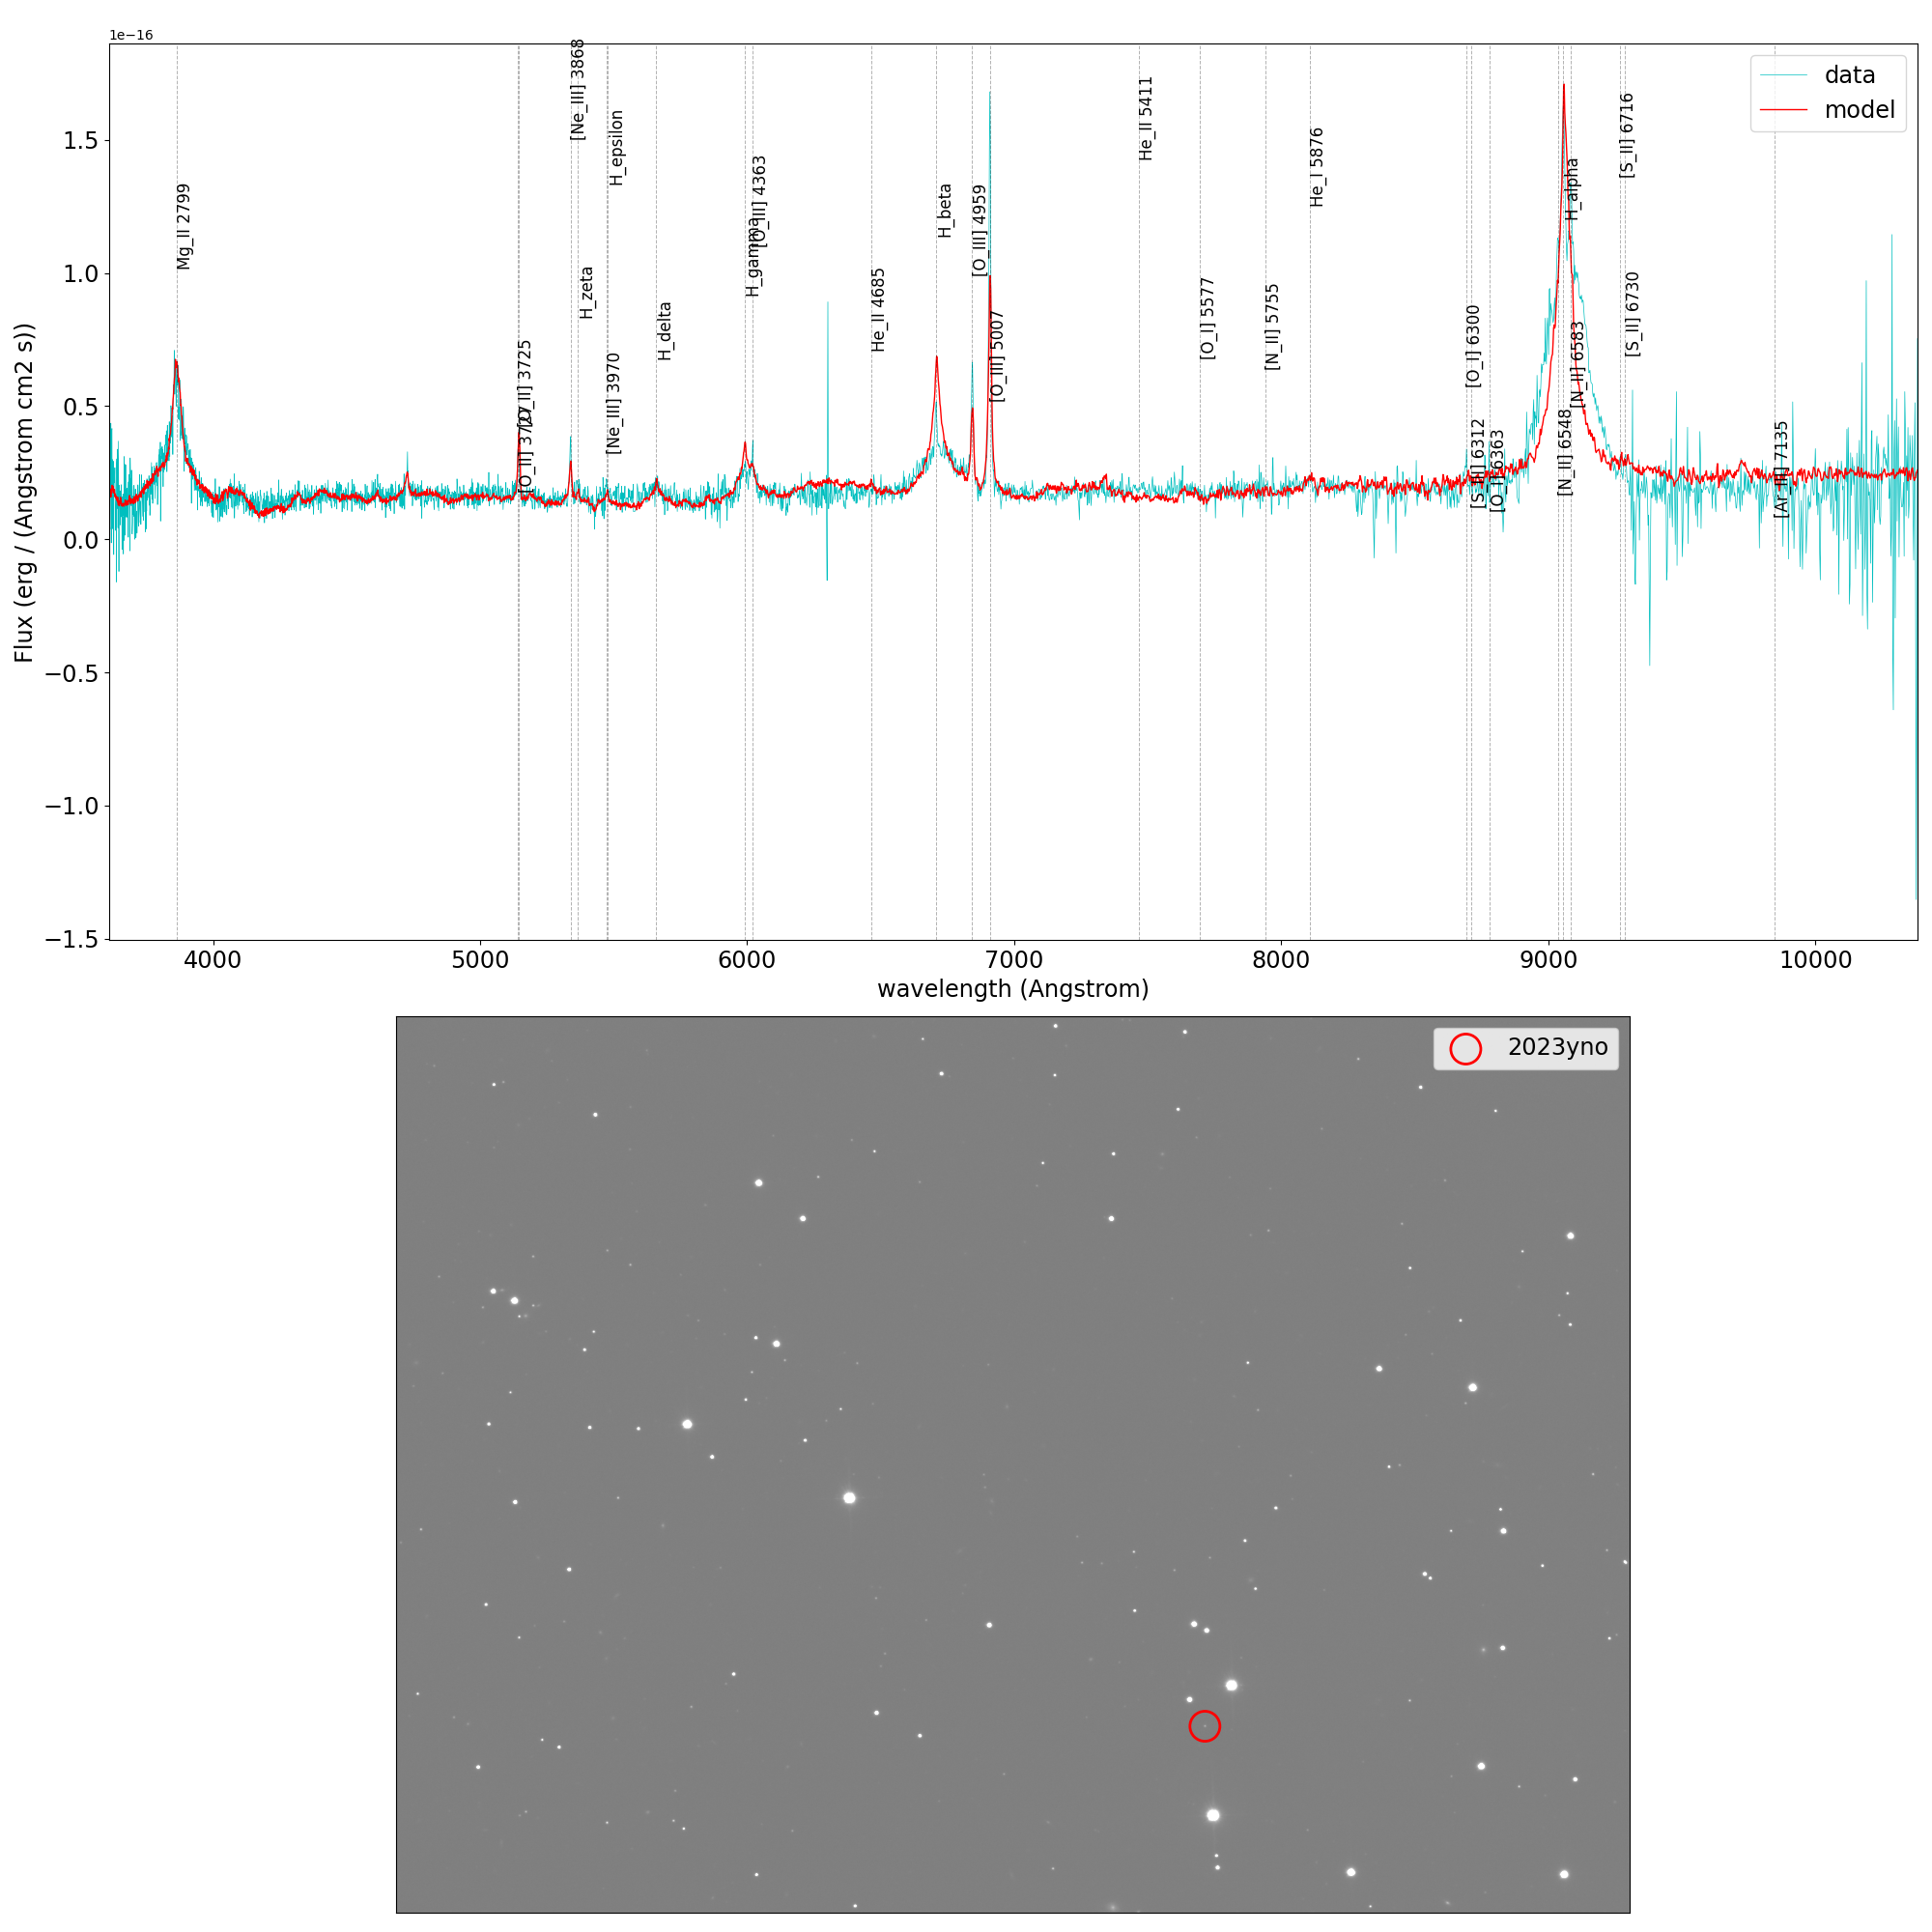 1e−16
data
model
Flux (erg / (Angstrom cm2 s))
1.5
1.0
0.5
0.0
−0.5
−1.0
−1.5
Mg_II 2799
[O_II] 3725
[O_II] 3727
[Ne_III] 3868
H_zeta
[Ne_III] 3970
H_epsilon
H_delta
H_gamma
[O_III] 4363
He_II 4685
H_beta
[O_III] 4959
[O_III] 5007
He_II 5411
[O_I] 5577
[N_II] 5755
He_I 5876
[O_I] 6300
[S_III] 6312
[O_I] 6363
[N_II] 6548
H_alpha
[N_II] 6583
[S_II] 6716
[S_II] 6730
[Ar_III] 7135
4000 5000 6000 7000 8000 9000 10000
wavelength (Angstrom)
2023yno